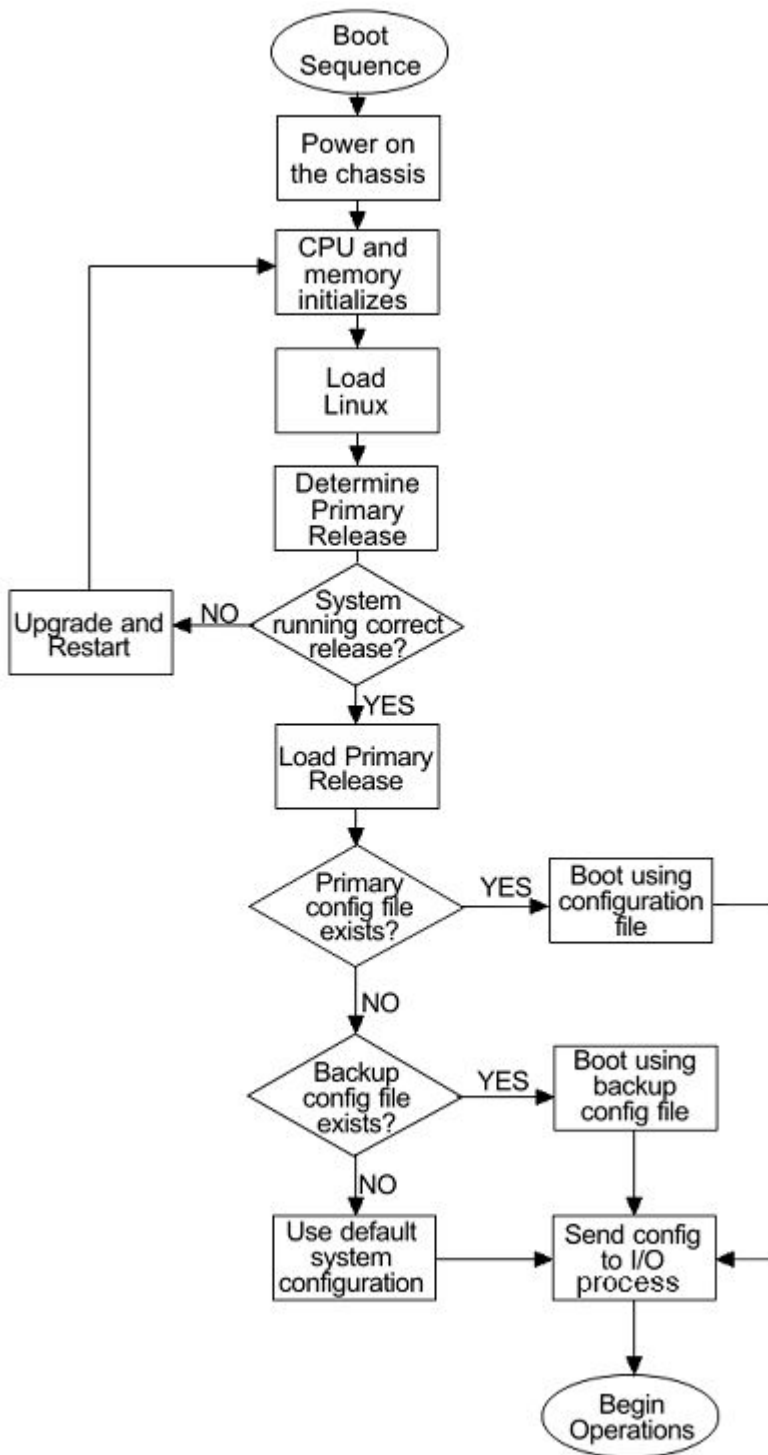 Boot
Sequence
Power on
the chassis
CPU and
memory
initializes
Load
Linux
Determine
Primary
Release
System
running correct
release?
NO
Upgrade and
Restart
YES
Load Primary
Release
Primary
config file
exists?
YES
Boot using
configuration
file
NO
Backup
config file
exists?
YES
Boot using
backup
config file
NO
Use default
system
configuration
Send config
to I/O
process
Begin
Operations